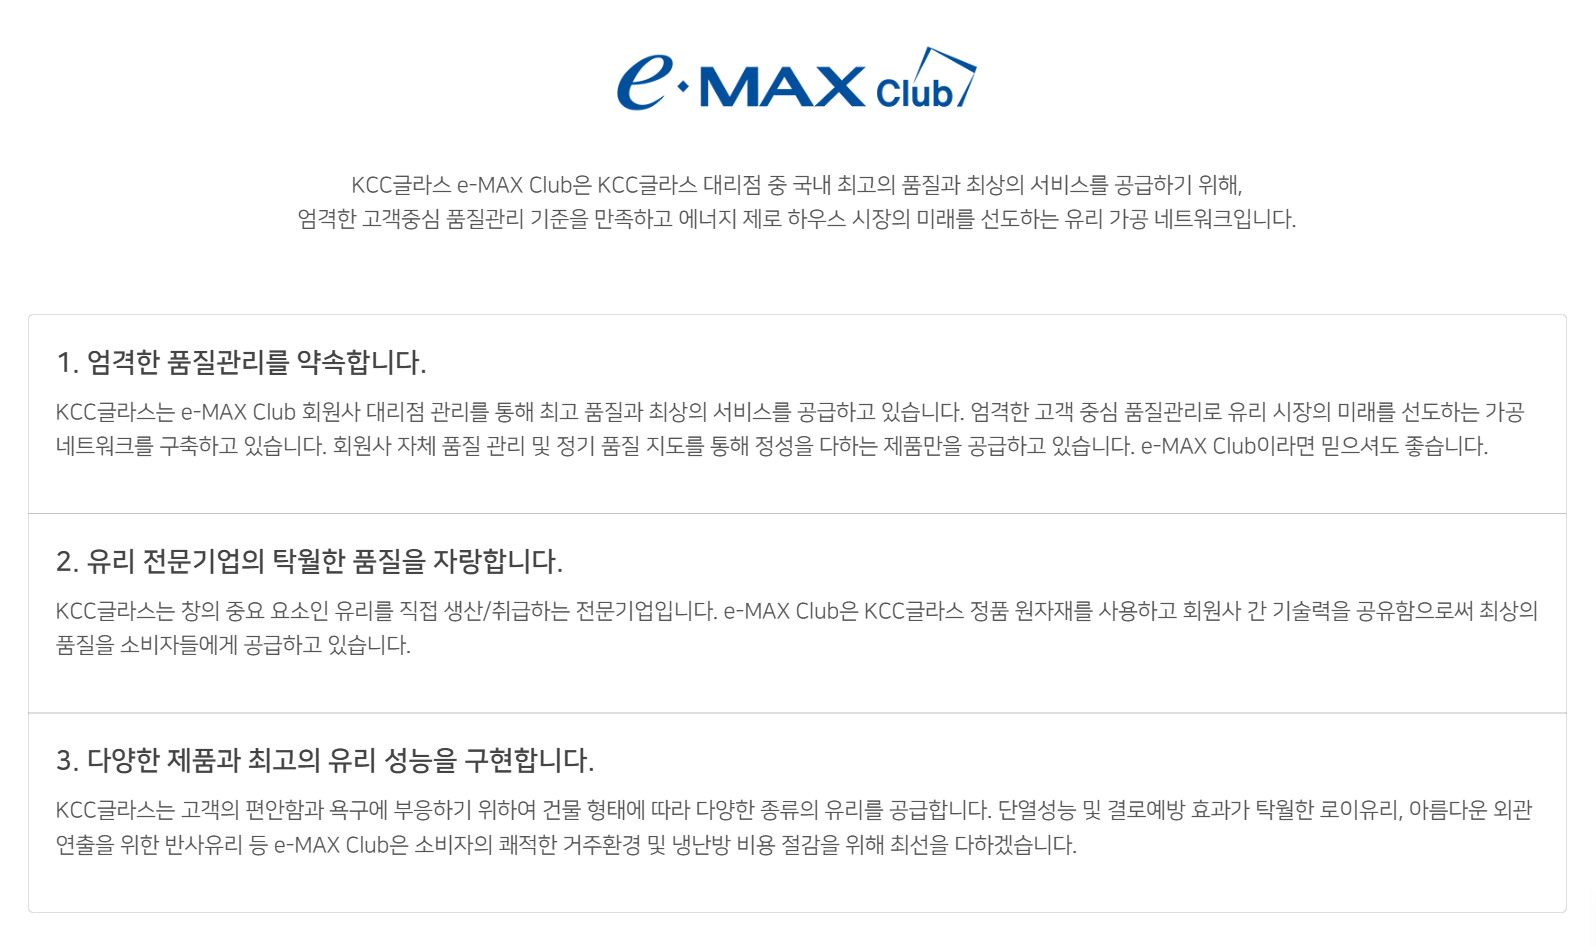 e·MAX Club
KCC글라스 e-MAX Club은 KCC글라스 대리점 중 국내 최고의 품질과 최상의 서비스를 공급하기 위해,
엄격한 고객중심 품질관리 기준을 만족하고 에너지 제로 하우스 시장의 미래를 선도하는 유리 가공 네트워크입니다.
1. 엄격한 품질관리를 약속합니다.
KCC글라스는 e-MAX Club 회원사 대리점 관리를 통해 최고 품질과 최상의 서비스를 공급하고 있습니다. 엄격한 고객 중심 품질관리로 유리 시장의 미래를 선도하는 가공
네트워크를 구축하고 있습니다. 회원사 자체 품질 관리 및 정기 품질 지도를 통해 정성을 다하는 제품만을 공급하고 있습니다. e-MAX Club이라면 믿으셔도 좋습니다.
2. 유리 전문기업의 탁월한 품질을 자랑합니다.
KCC글라스는 창의 중요 요소인 유리를 직접 생산/취급하는 전문기업입니다. e-MAX Club은 KCC글라스 정품 원자재를 사용하고 회원사 간 기술력을 공유함으로써 최상의
품질을 소비자들에게 공급하고 있습니다.
3. 다양한 제품과 최고의 유리 성능을 구현합니다.
KCC글라스는 고객의 편안함과 욕구에 부응하기 위하여 건물 형태에 따라 다양한 종류의 유리를 공급합니다. 단열성능 및 결로예방 효과가 탁월한 로이유리, 아름다운 외관
연출을 위한 반사유리 등 e-MAX Club은 소비자의 쾌적한 거주환경 및 냉난방 비용 절감을 위해 최선을 다하겠습니다.